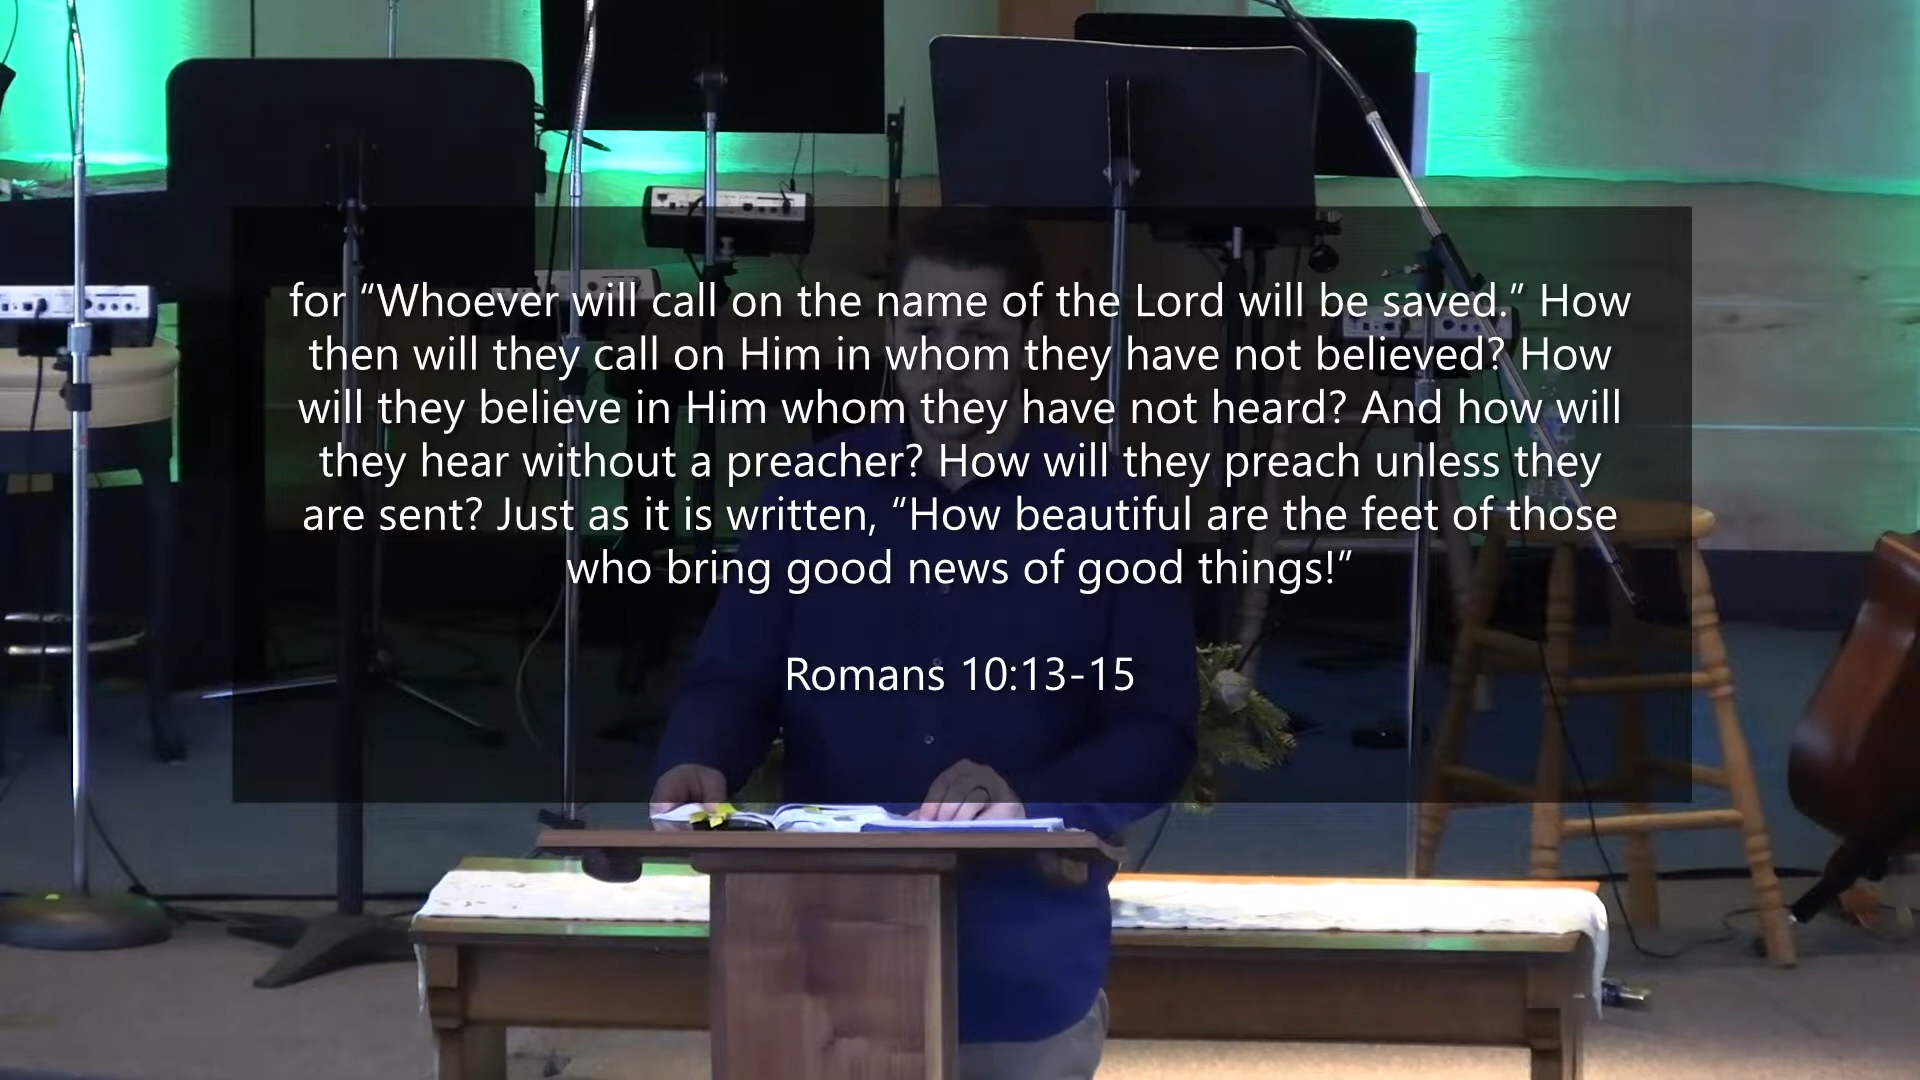 for “Whoever will call on the name of the Lord will be saved.” How
then will they call on Him in whom they have not believed? How
will they believe in Him whom they have not heard? And how will
they hear without a preacher? How will they preach unless they
are sent? Just as it is written, “How beautiful are the feet of those
who bring good news of good things!”
Romans 10:13-15